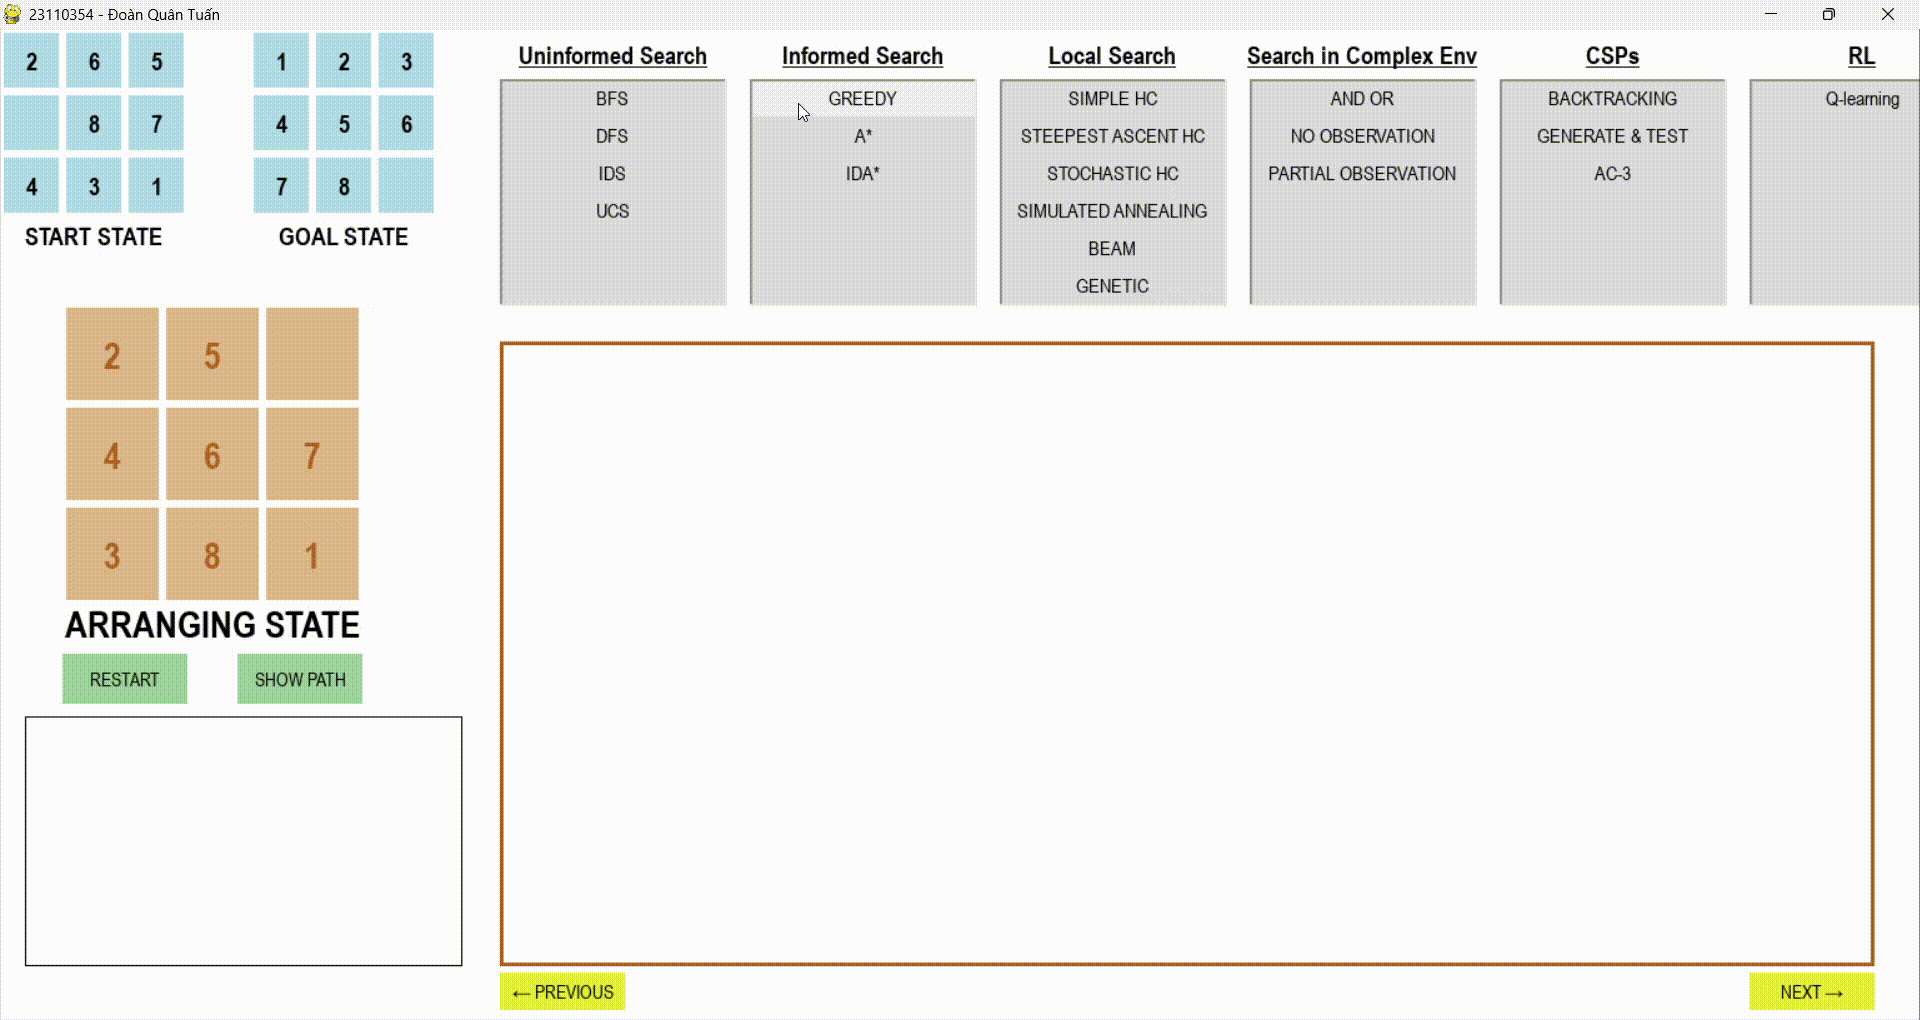 23110354 - Đoàn Quân Tuấn
2 6 5
8 7
4 3 1
START STATE
1 2 3
4 5 6
7 8
GOAL STATE
2 5
4 6 7
3 8 1
ARRANGING STATE
RESTART
SHOW PATH
Uninformed Search
BFS
DFS
IDS
UCS
Informed Search
GREEDY
A*
IDA*
Local Search
SIMPLE HC
STEEPEST ASCENT HC
STOCHASTIC HC
SIMULATED ANNEALING
BEAM
GENETIC
Search in Complex Env
AND OR
NO OBSERVATION
PARTIAL OBSERVATION
CSPs
BACKTRACKING
GENERATE & TEST
AC-3
RL
Q-learning
← PREVIOUS
NEXT →